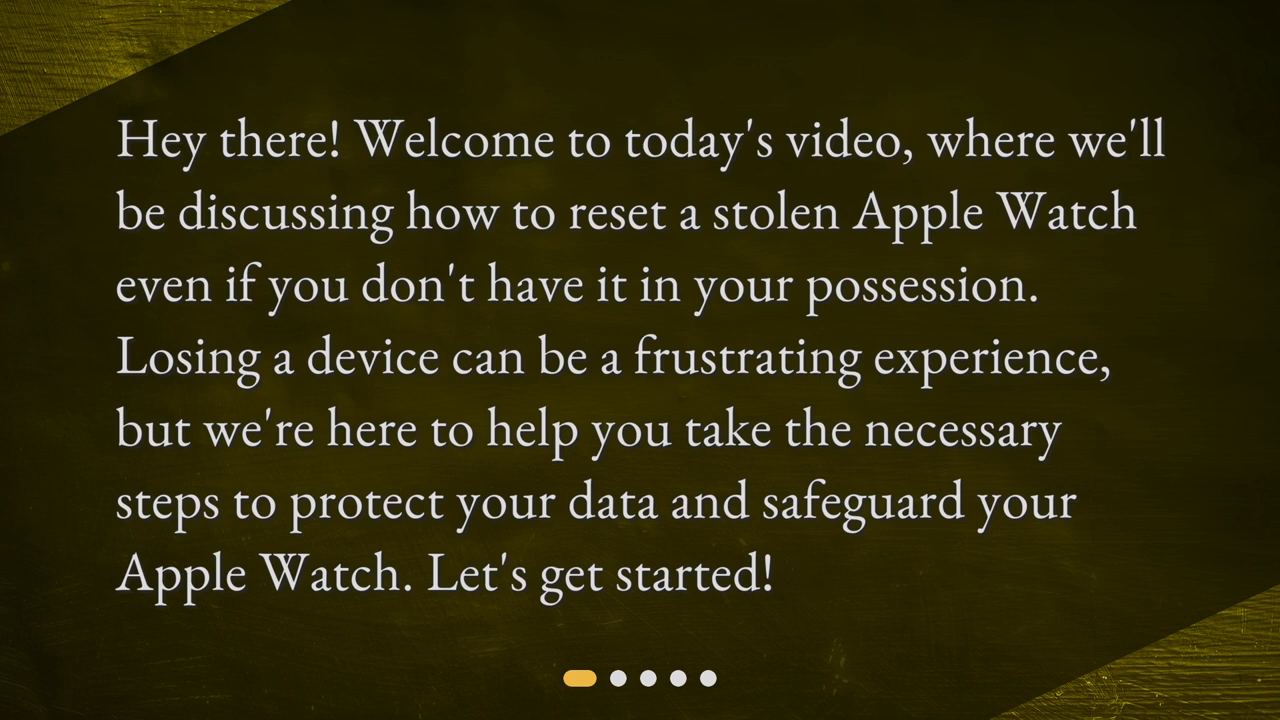 Hey there! Welcome to today's video, where we'll
be discussing how to reset a stolen Apple Watch
even if you don't have it in your possession.
Losing a device can be a frustrating experience,
but we're here to help you take the necessary
steps to protect your data and safeguard your
Apple Watch. Let's get started!